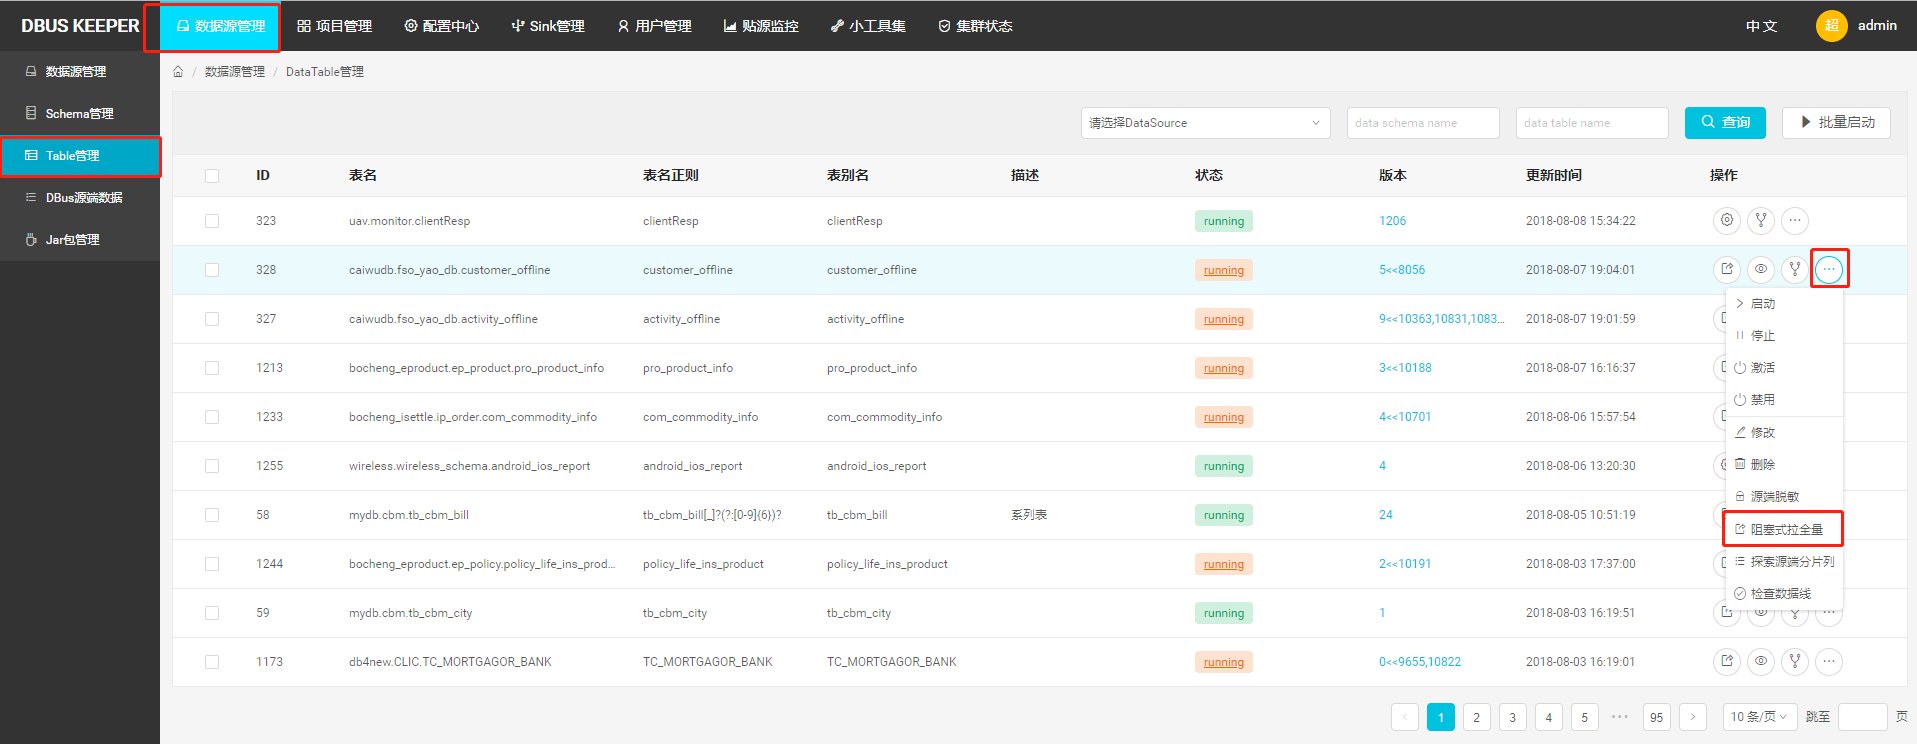 DBUS KEEPER 数据源管理 项目管理 配置中心 Sink管理 用户管理 贴源监控 小工具集 集群状态 中文 超 admin
数据源管理
Schema管理
Table管理
DBus源端数据
Jar包管理
/ 数据源管理 / DataTable管理
请选择DataSource data schema name data table name 查询 批量启动
ID 表名 表名正则 表别名 描述 状态 版本 更新时间 操作
323 uav.monitor.clientResp clientResp clientResp running 1206 2018-08-08 15:34:22
328 caiwudb.fso_yao_db.customer_offline customer_offline customer_offline running 5<<8056 2018-08-07 19:04:01
327 caiwudb.fso_yao_db.activity_offline activity_offline activity_offline running 9<<10363,10831,1083... 2018-08-07 19:01:59
1213 bocheng_eproduct.ep_product.pro_product_info pro_product_info pro_product_info running 3<<10188 2018-08-07 16:16:37
1233 bocheng_isettle.ip_order.com_commodity_info com_commodity_info com_commodity_info running 4<<10701 2018-08-06 15:57:54
1255 wireless.wireless_schema.android_ios_report android_ios_report android_ios_report running 4 2018-08-06 13:20:30
58 mydb.cbm.tb_cbm_bill tb_cbm_bill[_]?(?:[0-9]{6})? tb_cbm_bill 系列表 running 24 2018-08-05 10:51:19
1244 bocheng_eproduct.ep_policy.policy_life_ins_prod... policy_life_ins_product policy_life_ins_product running 2<<10191 2018-08-03 17:37:00
59 mydb.cbm.tb_cbm_city tb_cbm_city tb_cbm_city running 1 2018-08-03 16:19:51
1173 db4new.CLIC.TC_MORTGAGOR_BANK TC_MORTGAGOR_BANK TC_MORTGAGOR_BANK running 0<<9655,10822 2018-08-03 16:19:01
启动
停止
激活
禁用
修改
删除
源端脱敏
阻塞式拉全量
探索源端分片列
检查数据线
< 1 2 3 4 5 ••• 95 > 10 条/页 跳至 页